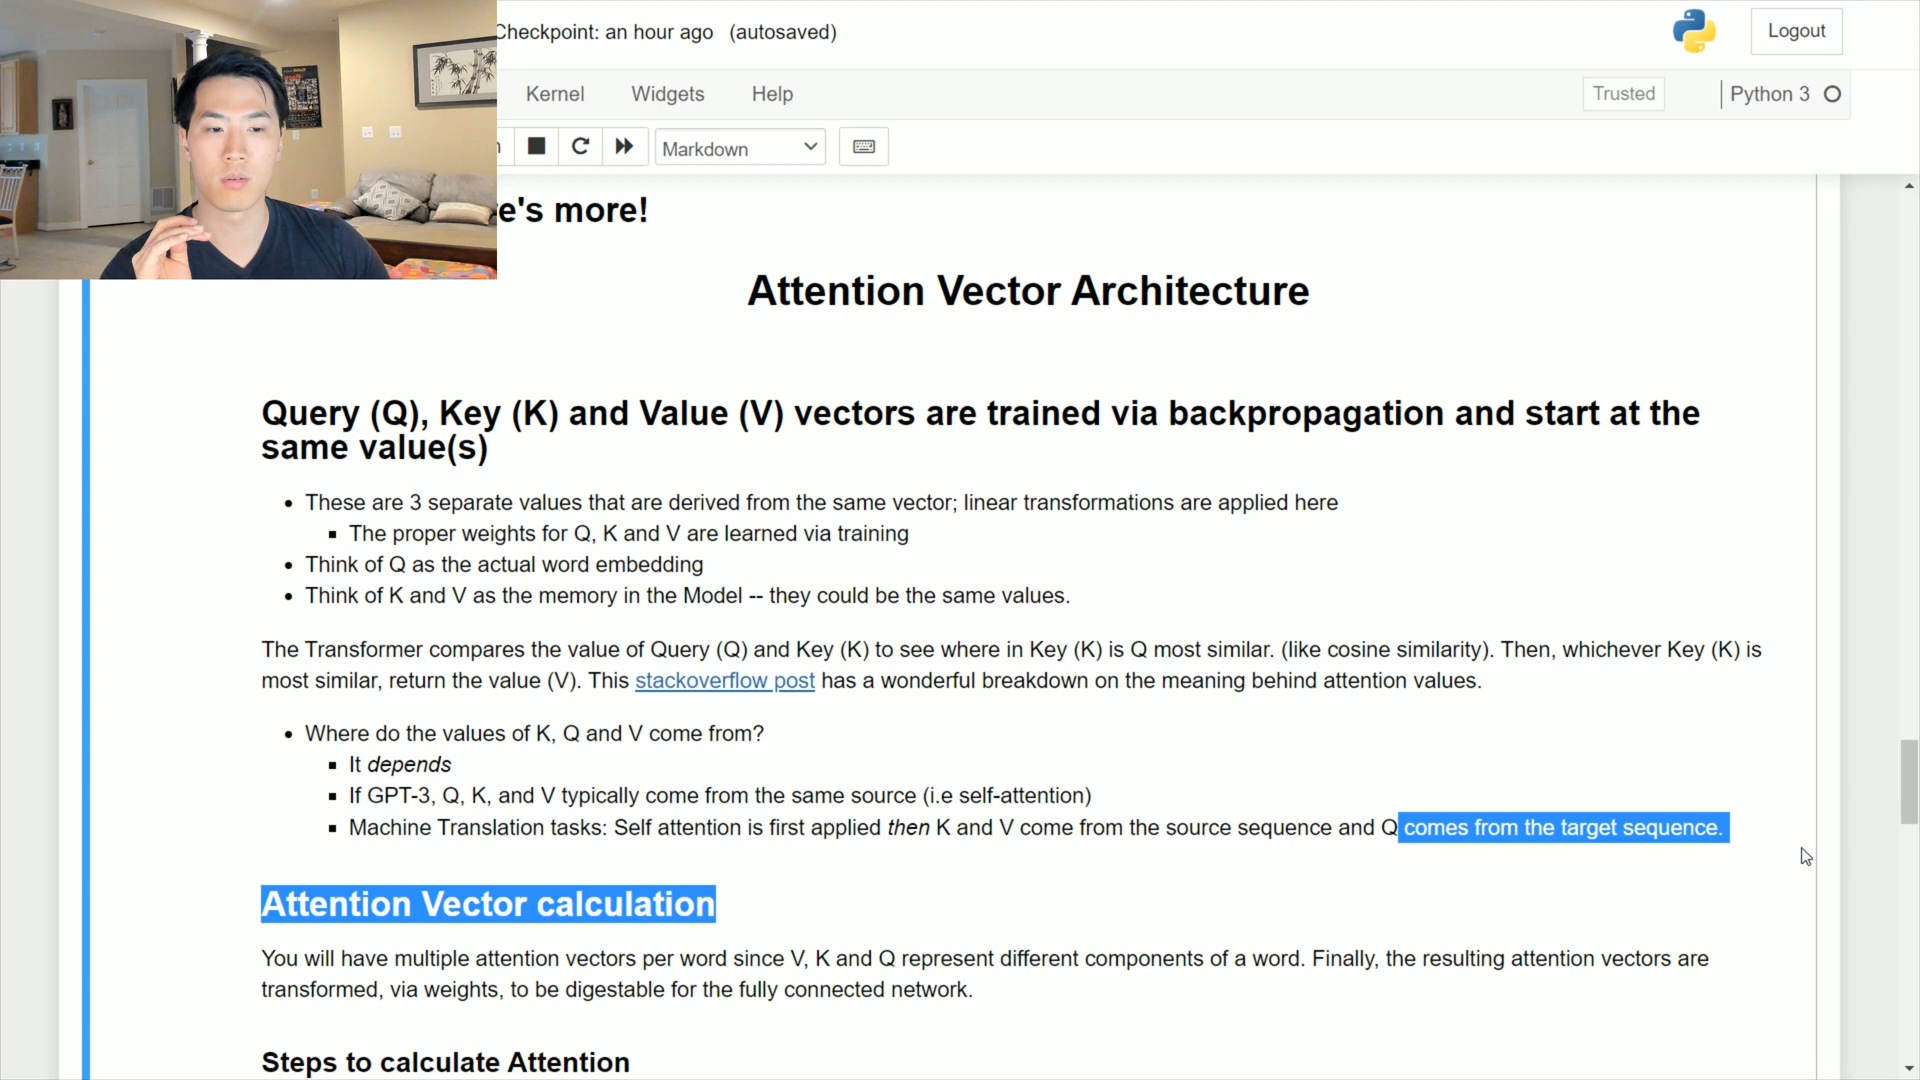 Checkpoint: an hour ago (autosaved)
Logout
Kernel Widgets Help
Trusted
Python 3
Markdown
e's more!
Attention Vector Architecture
Query (Q), Key (K) and Value (V) vectors are trained via backpropagation and start at the
same value(s)
• These are 3 separate values that are derived from the same vector; linear transformations are applied here
▪ The proper weights for Q, K and V are learned via training
• Think of Q as the actual word embedding
• Think of K and V as the memory in the Model -- they could be the same values.
The Transformer compares the value of Query (Q) and Key (K) to see where in Key (K) is Q most similar. (like cosine similarity). Then, whichever Key (K) is
most similar, return the value (V). This stackoverflow post has a wonderful breakdown on the meaning behind attention values.
• Where do the values of K, Q and V come from?
▪ It depends
▪ If GPT-3, Q, K, and V typically come from the same source (i.e self-attention)
▪ Machine Translation tasks: Self attention is first applied then K and V come from the source sequence and Q comes from the target sequence.
Attention Vector calculation
You will have multiple attention vectors per word since V, K and Q represent different components of a word. Finally, the resulting attention vectors are
transformed, via weights, to be digestable for the fully connected network.
Steps to calculate Attention